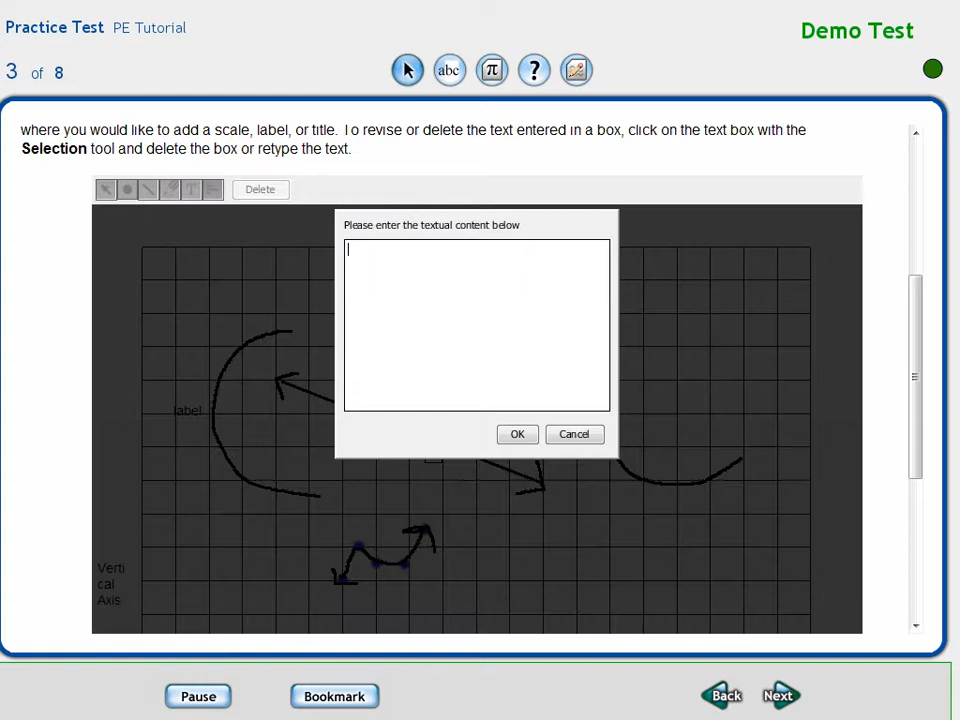 Practice Test PE Tutorial
Demo Test
3 of 8
abc π ?
where you would like to add a scale, label, or title. To revise or delete the text entered in a box, click on the text box with the
Selection tool and delete the box or retype the text.
T Delete
Please enter the textual content below
OK Cancel
label
Verti
cal
Axis
Pause Bookmark Back Next